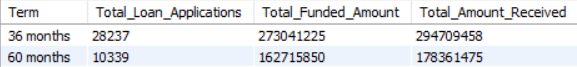 Term Total_Loan_Applications Total_Funded_Amount Total_Amount_Received
36 months 28237 273041225 294709458
60 months 10339 162715850 178361475